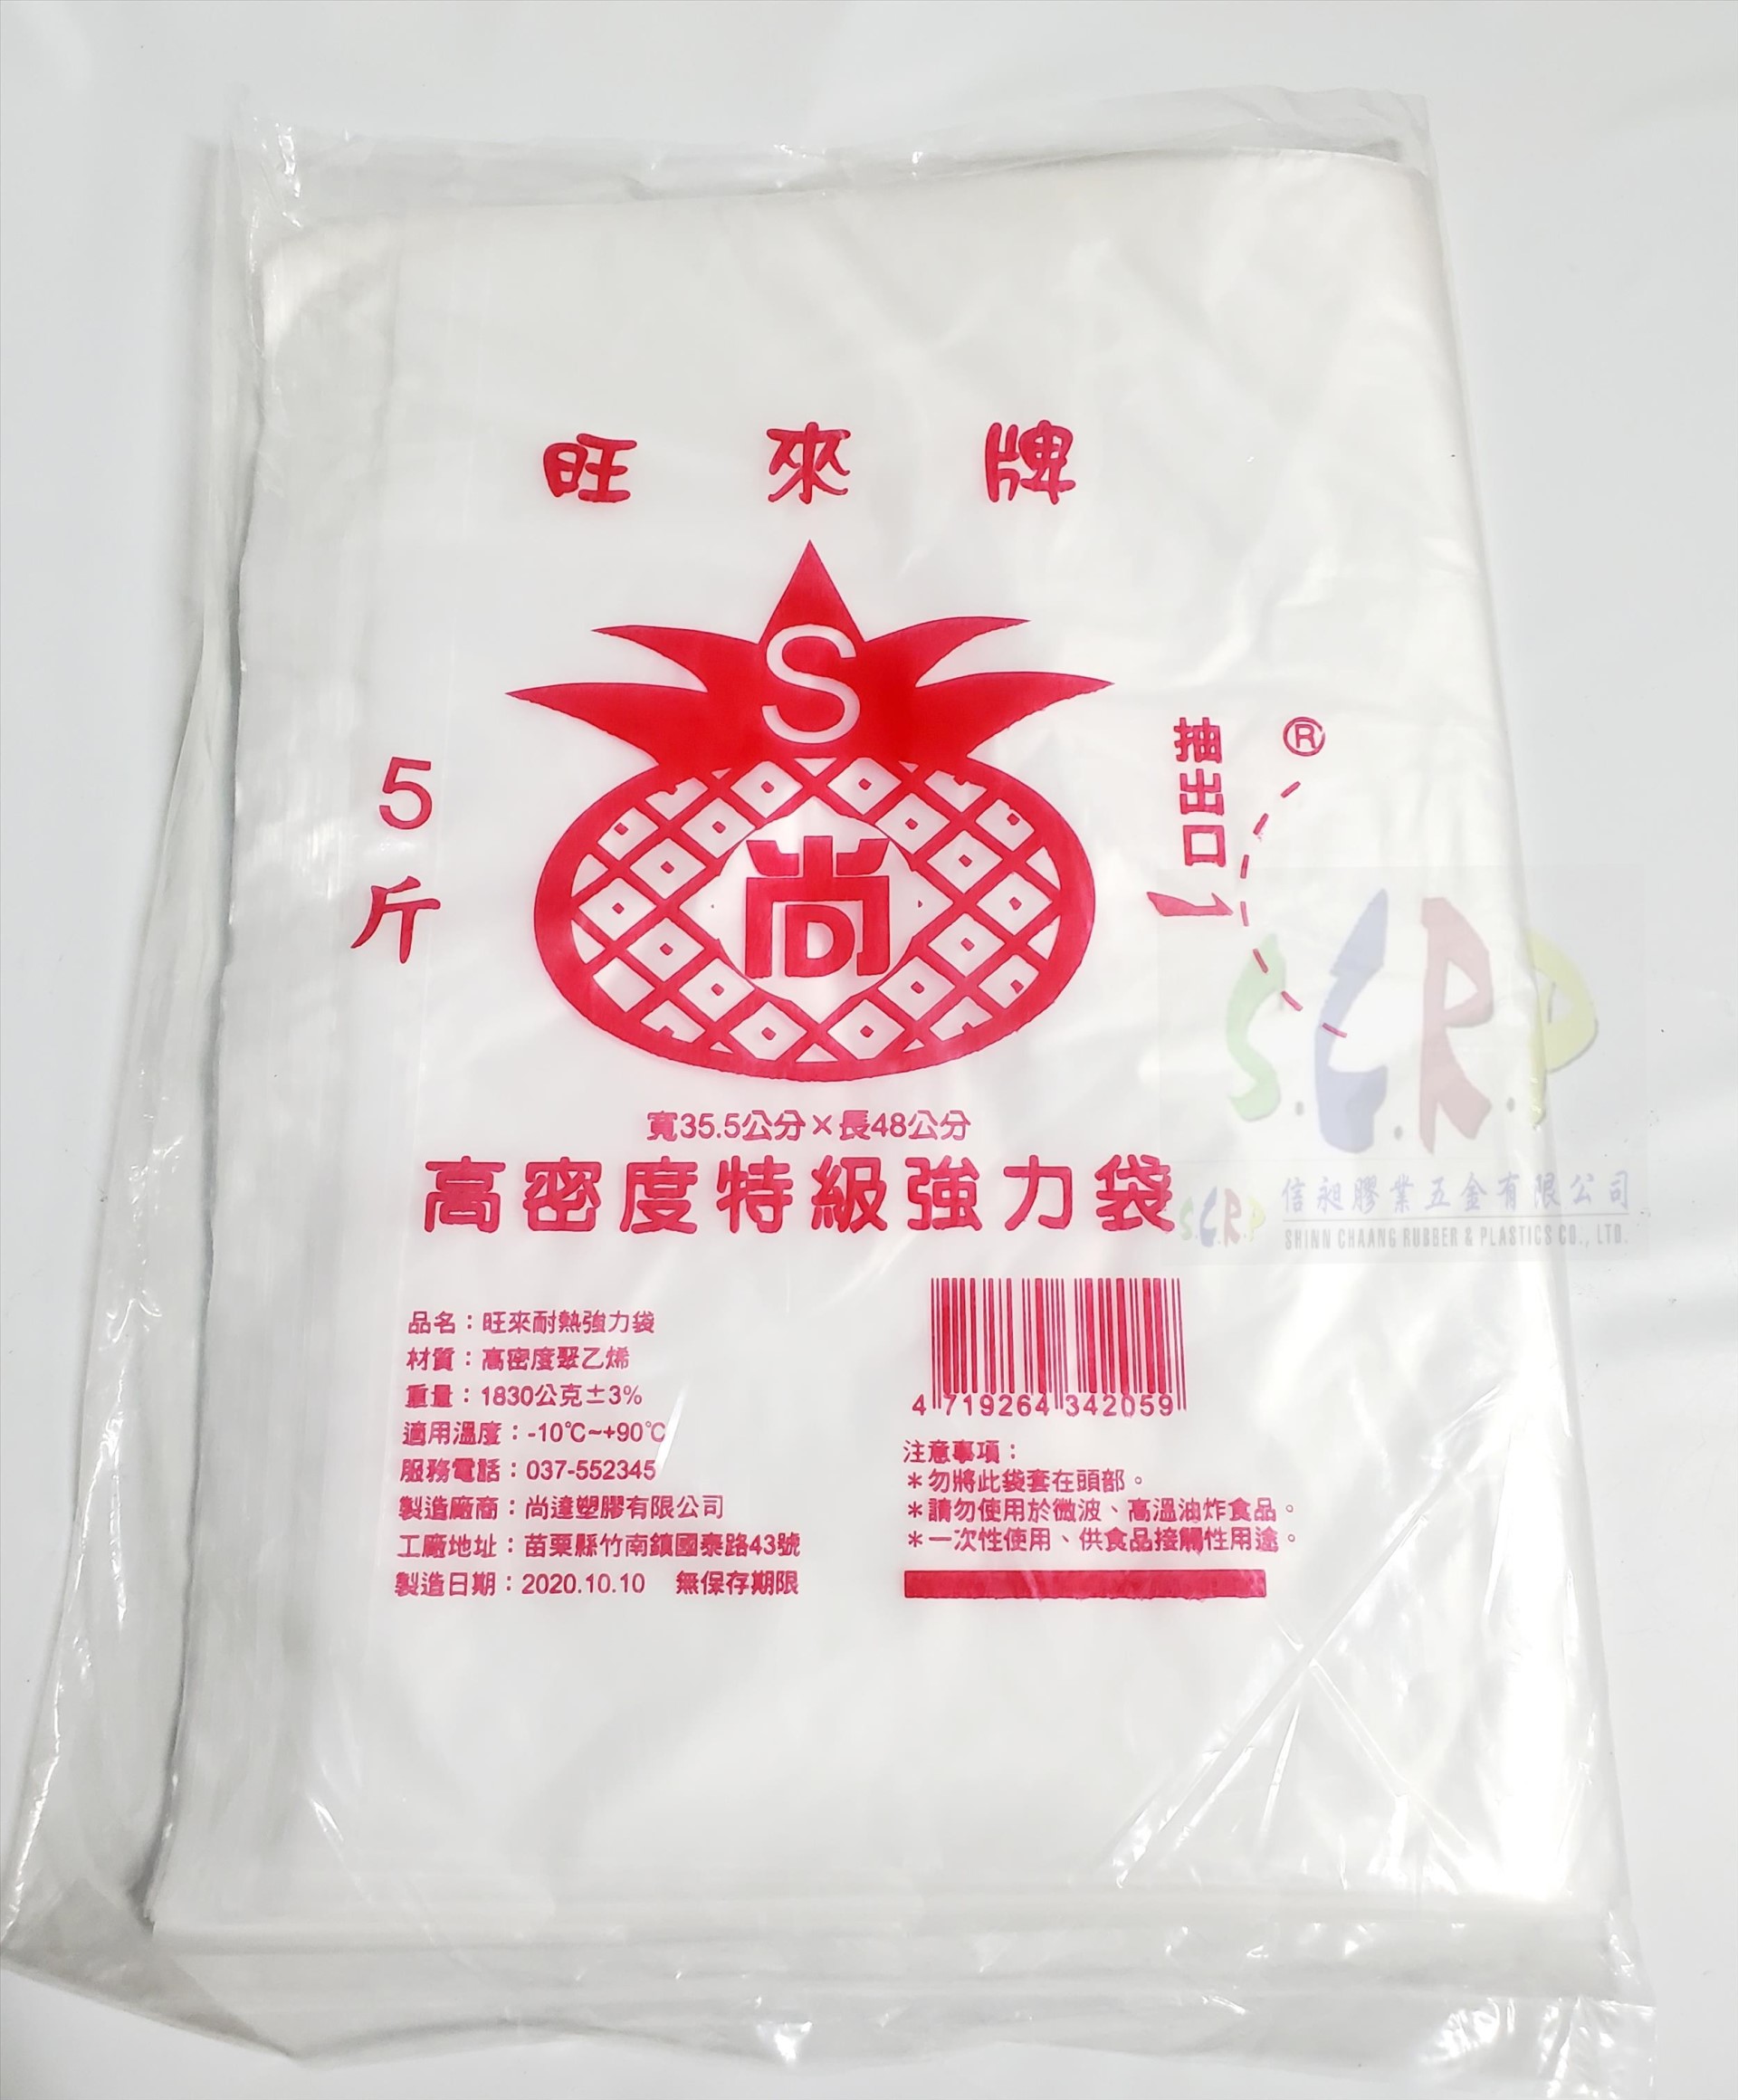 旺來牌
S
尚
D
5斤
抽出口
®
寬35.5公分×長48公分
高密度特級強力袋
品名：旺來耐熱強力袋
材質：高密度聚乙烯
重量：1830公克±3%
適用溫度：-10℃~+90℃
服務電話：037-552345
製造廠商：尚達塑膠有限公司
工廠地址：苗栗縣竹南鎮國泰路43號
製造日期：2020.10.10 無保存期限
4 719264 342059
注意事項：
＊勿將此袋套在頭部。
＊請勿使用於微波、高溫油炸食品。
＊一次性使用、供食品接觸性用途。
S.C.R.P
S.C.R.P 信昶膠業五金有限公司
SHINN CHAANG RUBBER & PLASTICS CO., LTD.